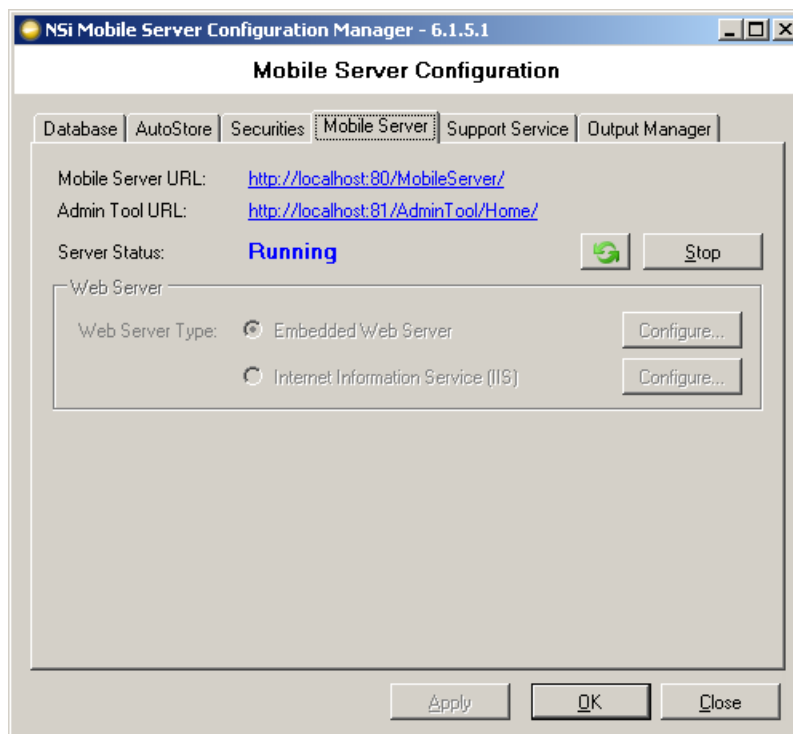 NSi Mobile Server Configuration Manager - 6.1.5.1
Mobile Server Configuration
Database AutoStore Securities Mobile Server Support Service Output Manager
Mobile Server URL: http://localhost:80/MobileServer/
Admin Tool URL: http://localhost:81/AdminTool/Home/
Server Status: Running Stop
Web Server
Web Server Type: Embedded Web Server Configure...
Internet Information Service (IIS) Configure...
Apply OK Close